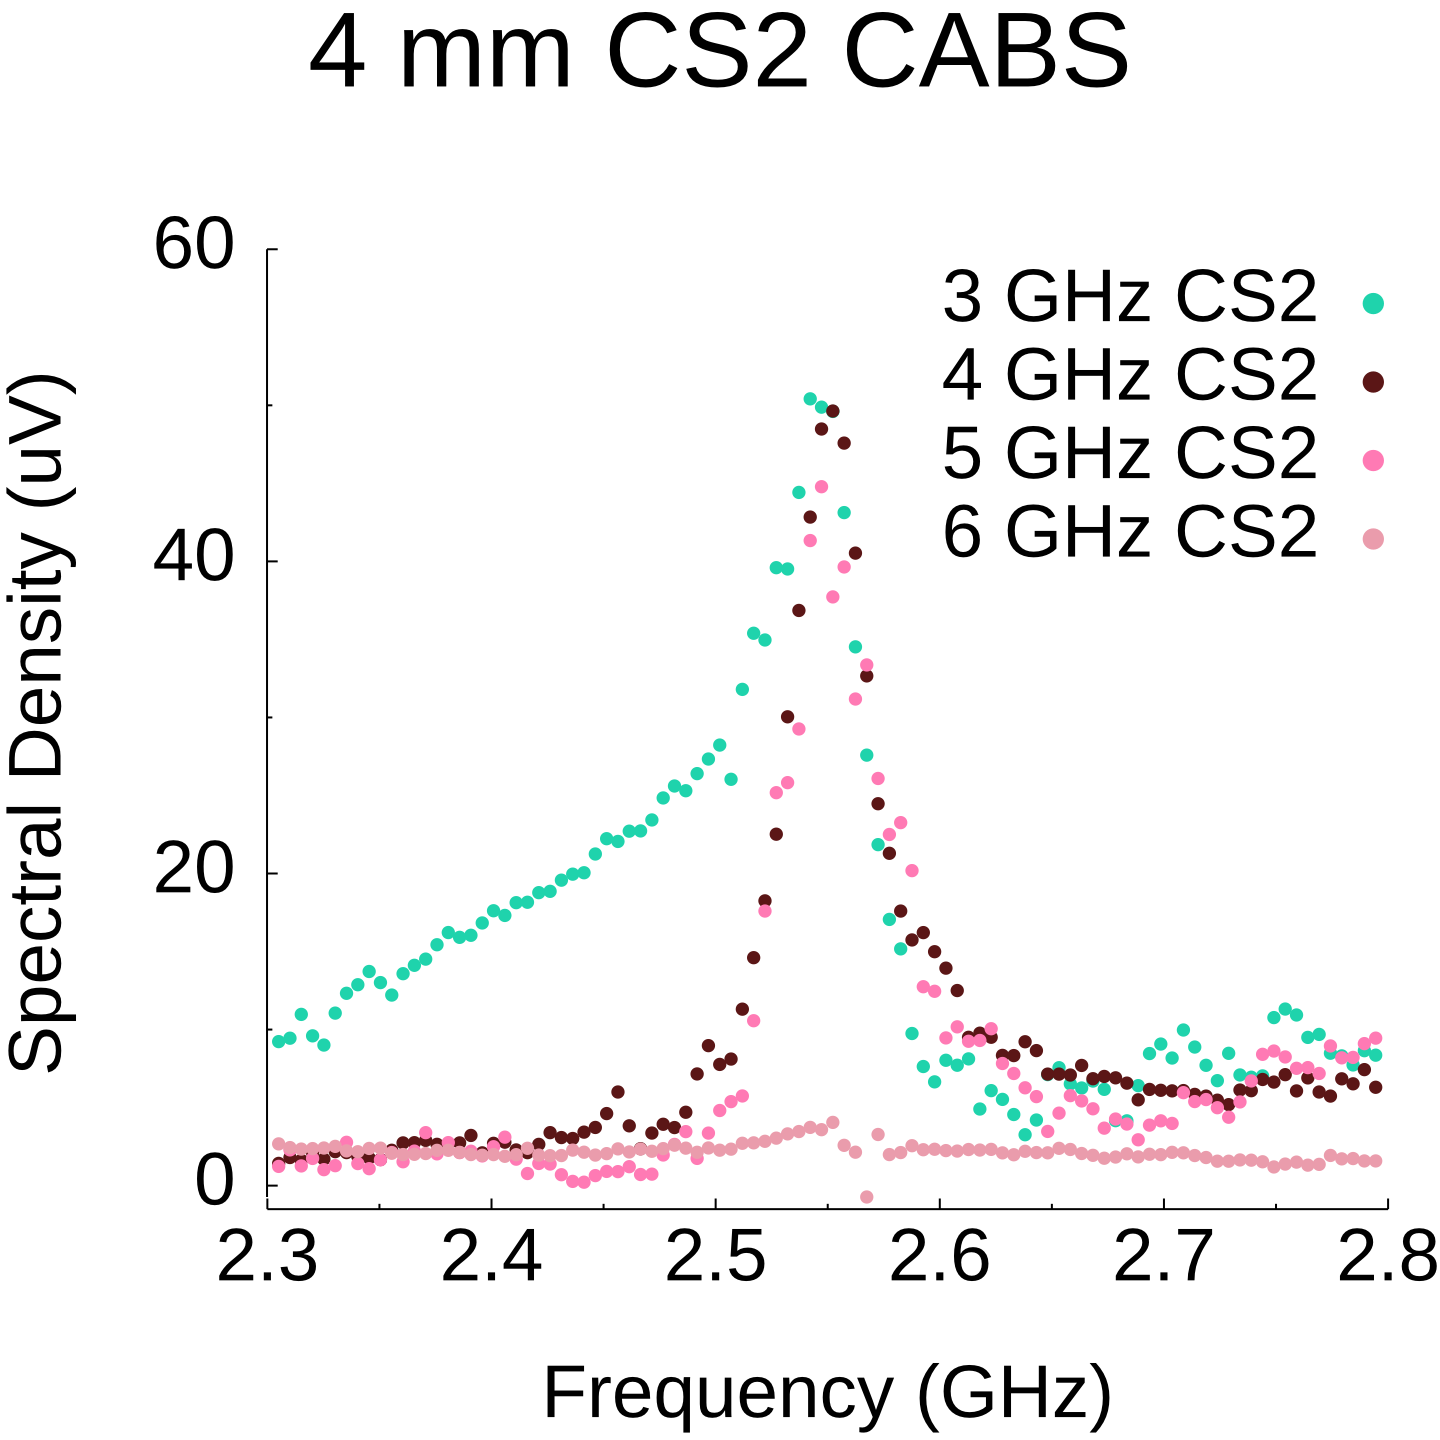 4 mm CS2 CABS
60
40
20
0
Spectral Density (uV)
3 GHz CS2
4 GHz CS2
5 GHz CS2
6 GHz CS2
2.3 2.4 2.5 2.6 2.7 2.8
Frequency (GHz)